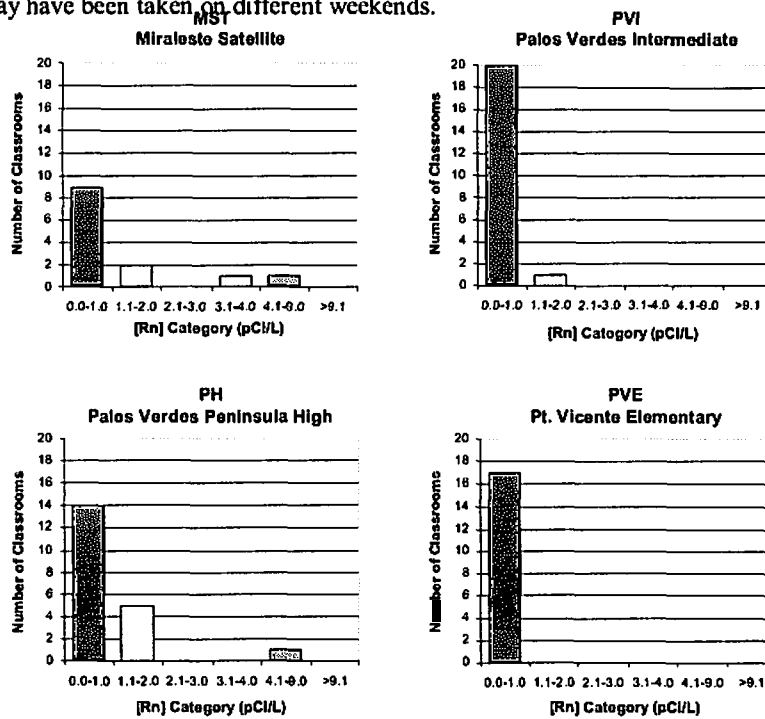 ay have been taken on different weekends.
MST
Miraleste Satellite
Number of Classrooms
20
18
16
14
12
10
8
6
4
2
0
0.0-1.0 1.1-2.0 2.1-3.0 3.1-4.0 4.1-9.0 >9.1
[Rn] Category (pCi/L)
PVI
Palos Verdes Intermediate
Number of Classrooms
20
18
16
14
12
10
8
6
4
2
0
0.0-1.0 1.1-2.0 2.1-3.0 3.1-4.0 4.1-9.0 >9.1
[Rn] Category (pCi/L)
PH
Palos Verdes Peninsula High
Number of Classrooms
20
18
16
14
12
10
8
6
4
2
0
0.0-1.0 1.1-2.0 2.1-3.0 3.1-4.0 4.1-9.0 >9.1
[Rn] Category (pCi/L)
PVE
Pt. Vicente Elementary
Number of Classrooms
20
18
16
14
12
10
8
6
4
2
0
0.0-1.0 1.1-2.0 2.1-3.0 3.1-4.0 4.1-9.0 >9.1
[Rn] Category (pCi/L)